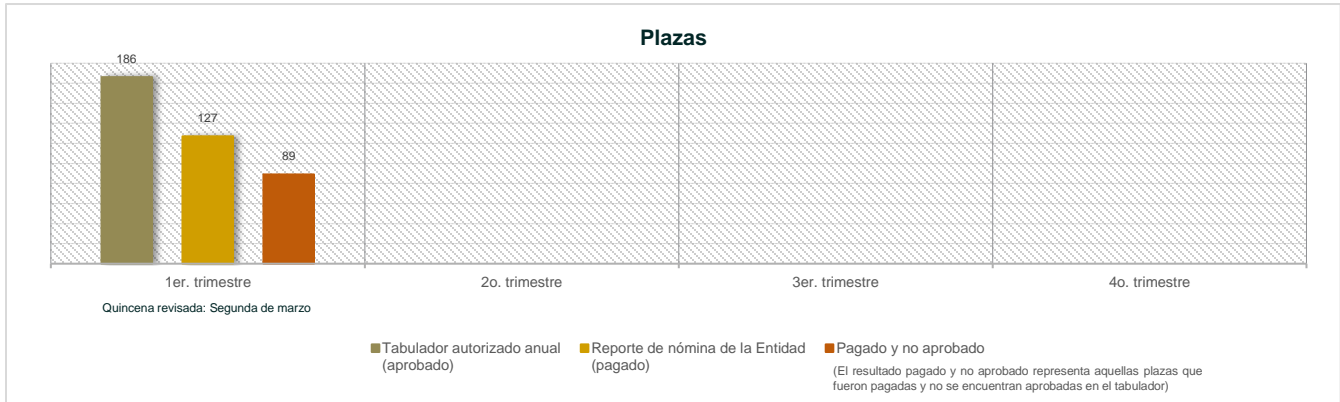 Plazas
186
127
89
1er. trimestre
2o. trimestre
3er. trimestre
4o. trimestre
Quincena revisada: Segunda de marzo
Tabulador autorizado anual
(aprobado)
Reporte de nómina de la Entidad
(pagado)
Pagado y no aprobado
(El resultado pagado y no aprobado representa aquellas plazas que
fueron pagadas y no se encuentran aprobadas en el tabulador)